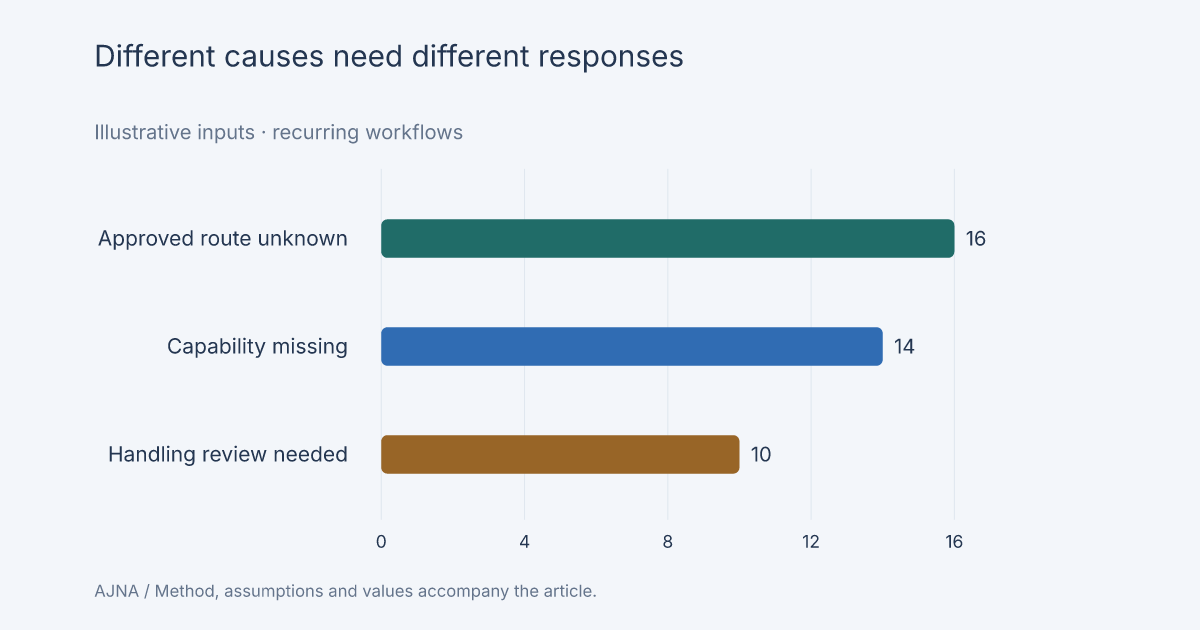 Different causes need different responses
Illustrative inputs · recurring workflows
Approved route unknown
16
Capability missing
14
Handling review needed
10
0 4 8 12 16
AJNA / Method, assumptions and values accompany the article.